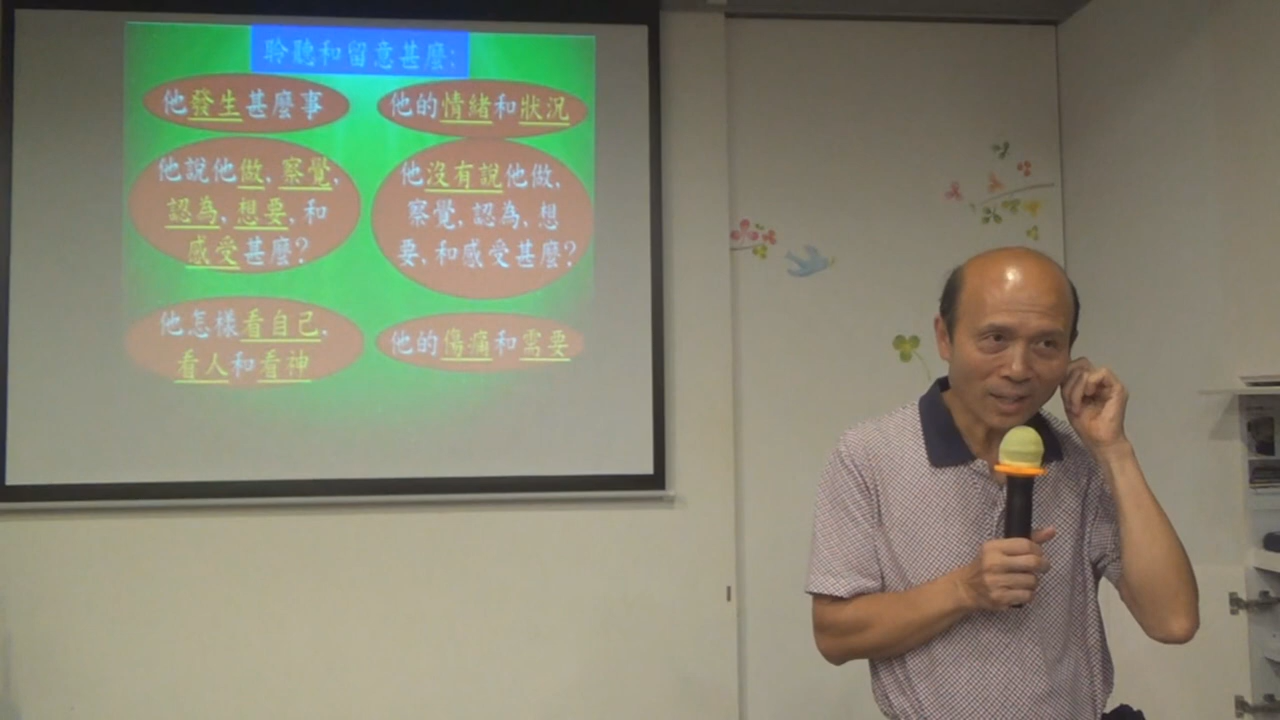 聆聽和留意甚麼:
他發生甚麼事
他的情緒和狀況
他說他做,察覺,
認為,想要,和
感受甚麼?
他沒有說他做,
察覺,認為,想
要,和感受甚麼?
他怎樣看自己,
看人和看神
他的傷痛和需要